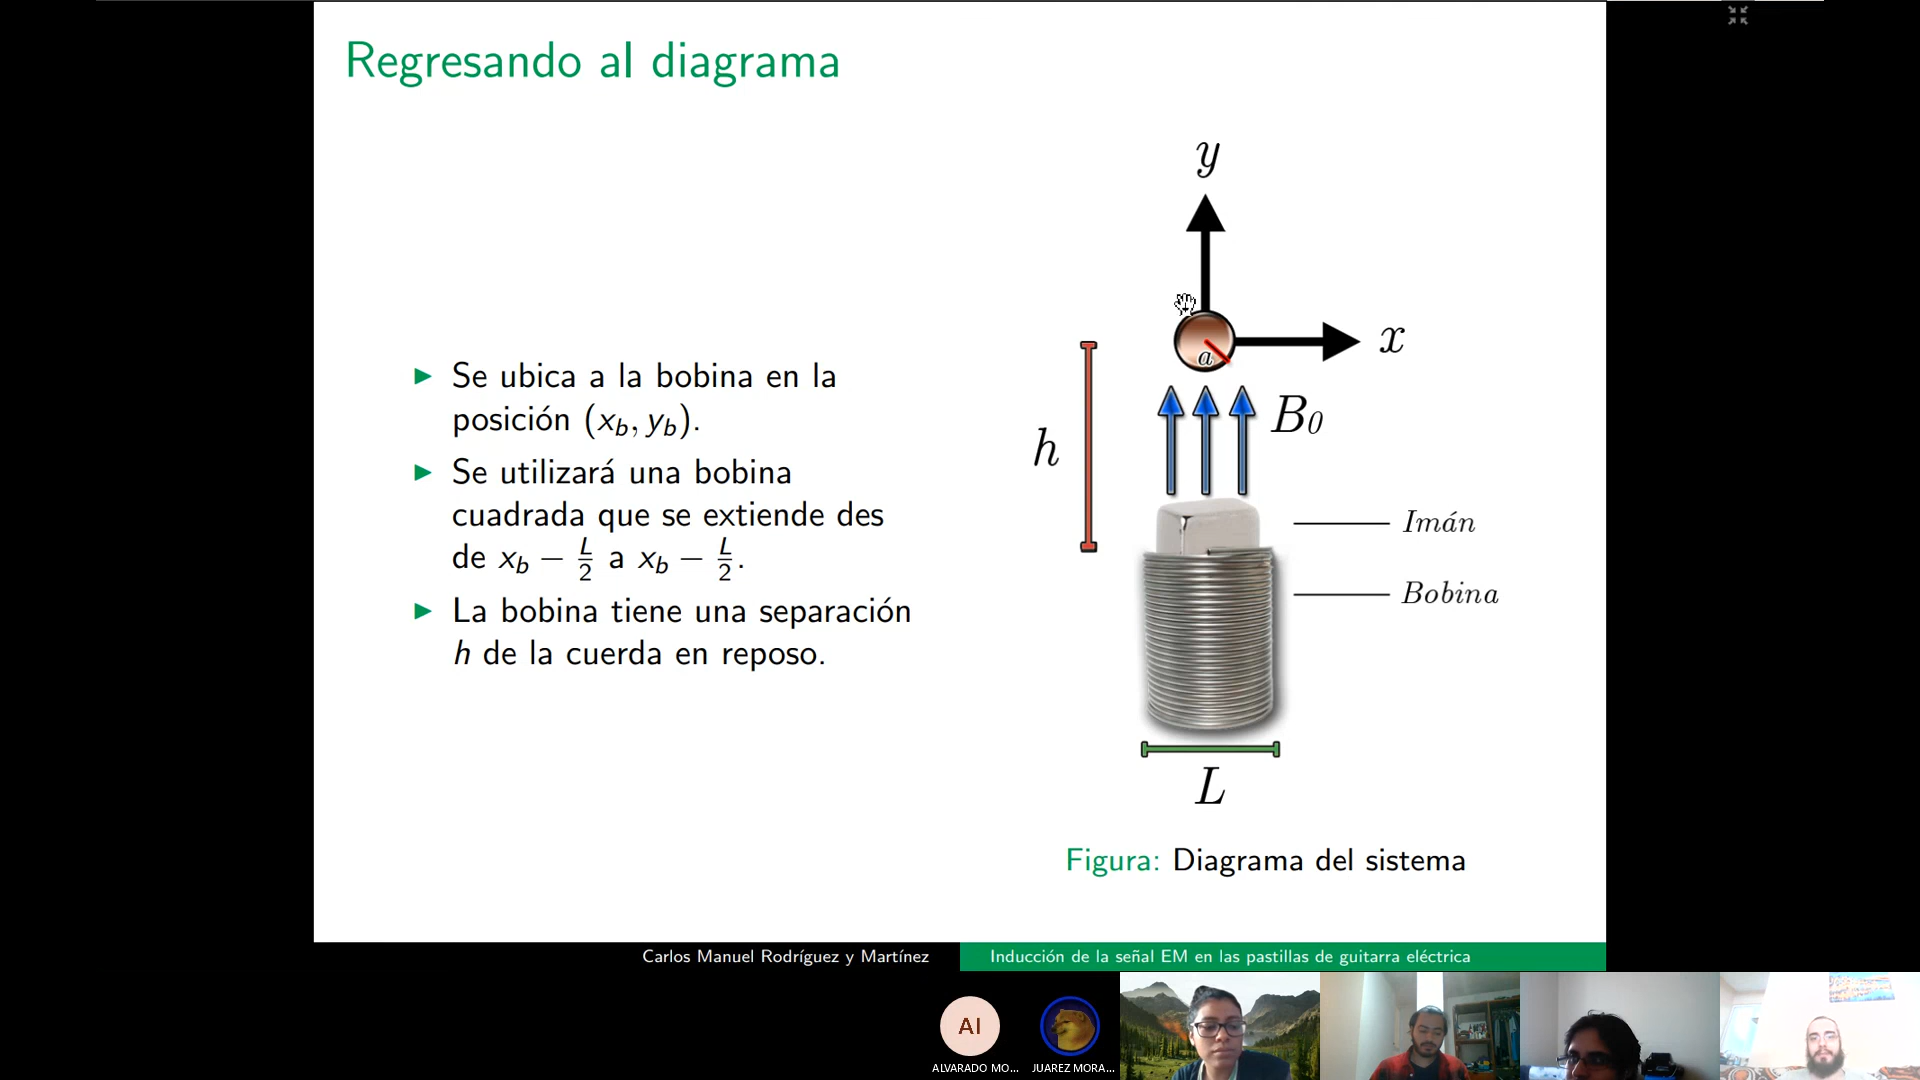 Regresando al diagrama
▶ Se ubica a la bobina en la
posición (x_b, y_b).
▶ Se utilizará una bobina
cuadrada que se extiende des
de x_b − L/2 a x_b − L/2.
▶ La bobina tiene una separación
h de la cuerda en reposo.
y
x
a
B₀
h
Imán
Bobina
L
Figura: Diagrama del sistema
Carlos Manuel Rodríguez y Martínez
Inducción de la señal EM en las pastillas de guitarra eléctrica
AI
ALVARADO MO...
JUAREZ MORA...